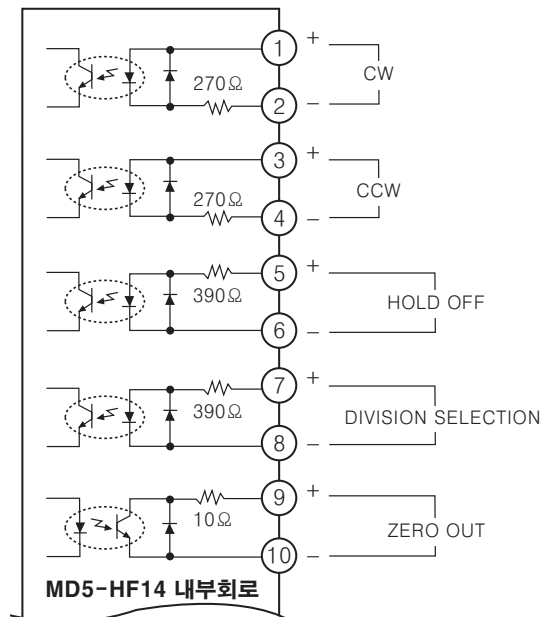 ① +
270Ω CW
② −
③ +
270Ω CCW
④ −
⑤ +
390Ω HOLD OFF
⑥ −
⑦ +
390Ω DIVISION SELECTION
⑧ −
⑨ +
10Ω ZERO OUT
⑩ −
MD5-HF14 내부회로